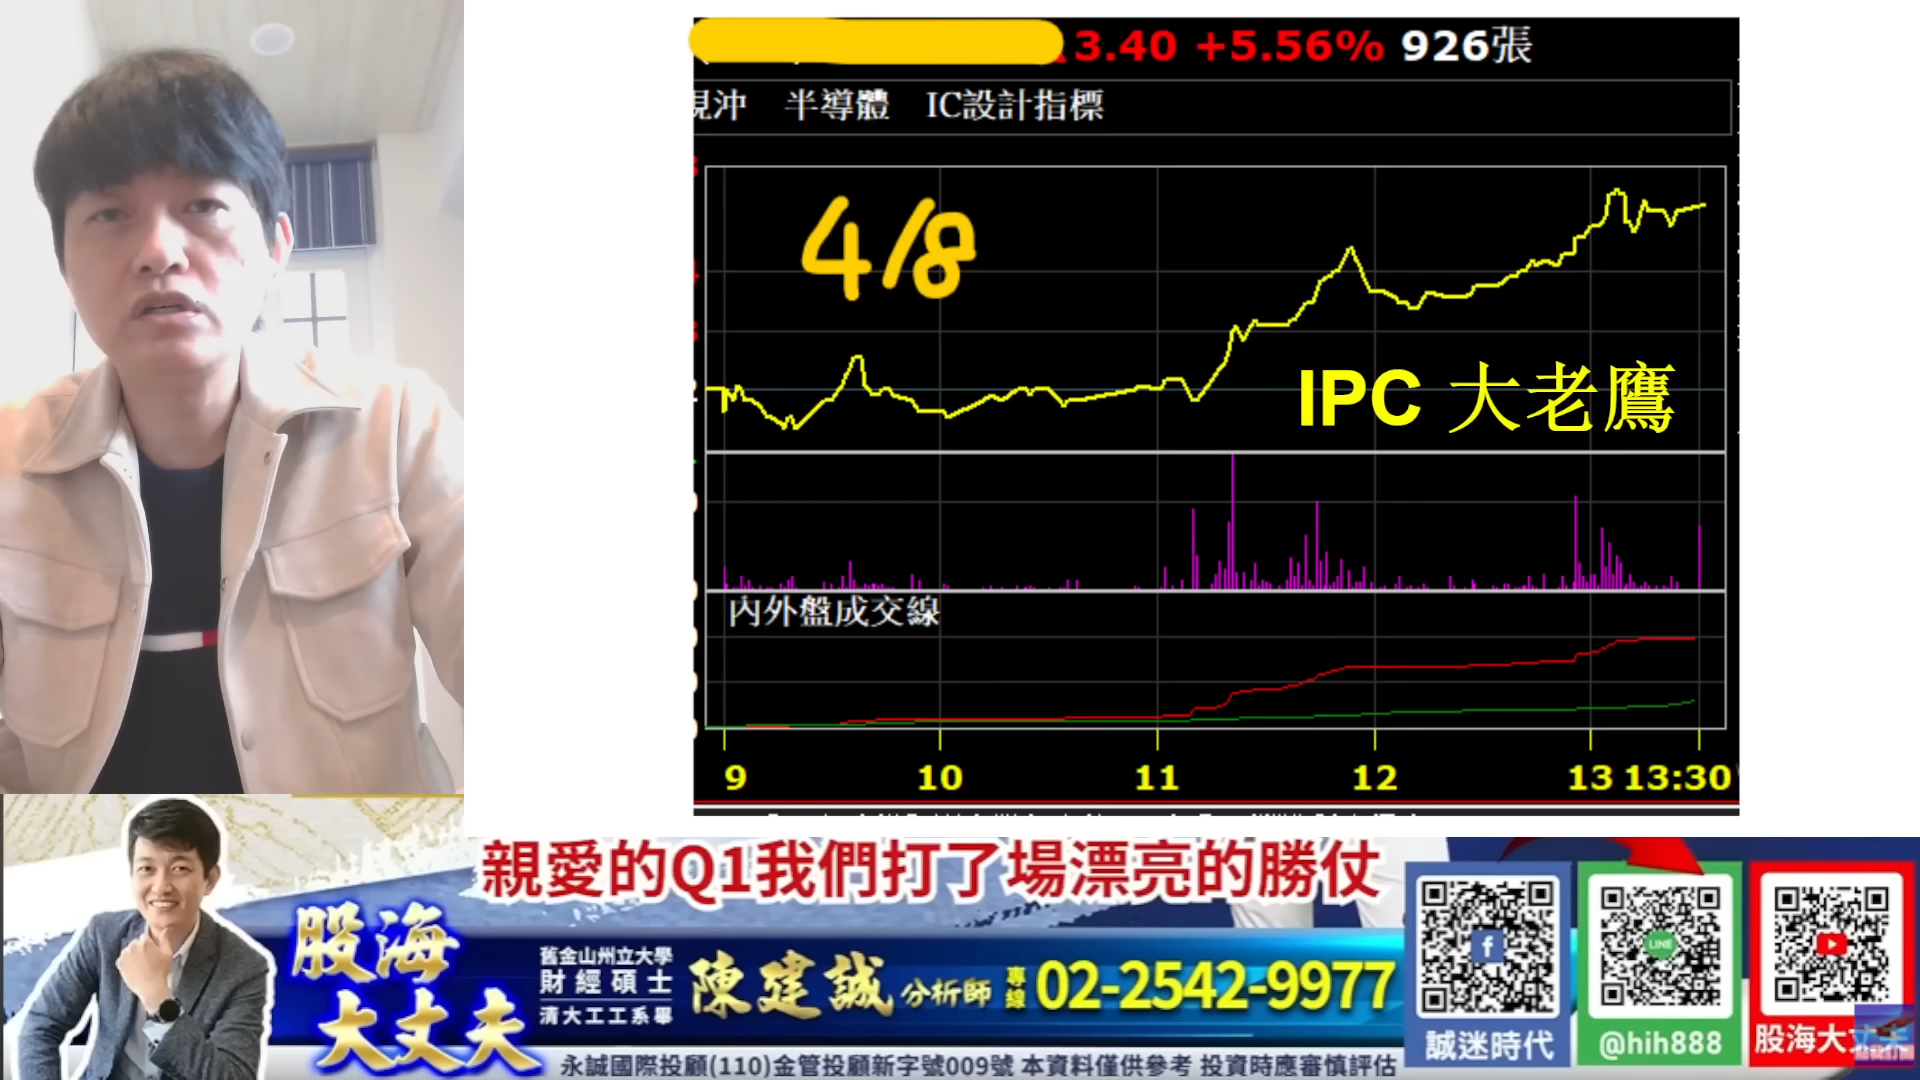 3.40 +5.56% 926張
現沖 半導體 IC設計指標
4/8
IPC 大老鷹
內外盤成交線
9 10 11 12 13 13:30
親愛的Q1我們打了場漂亮的勝仗
股海
大丈夫
舊金山州立大學
財經碩士
清大工工系畢
陳建誠 分析師
專線 02-2542-9977
永誠國際投顧(110)金管投顧新字號009號 本資料僅供參考 投資時應審慎評估
f
誠迷時代
LINE
@hih888
股海大丈